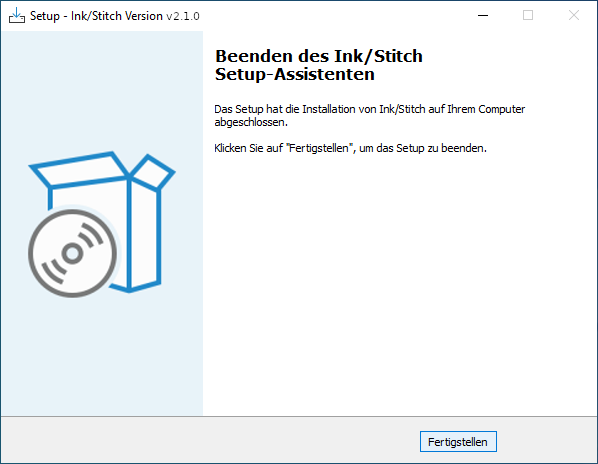 Setup - Ink/Stitch Version v2.1.0
Beenden des Ink/Stitch
Setup-Assistenten
Das Setup hat die Installation von Ink/Stitch auf Ihrem Computer
abgeschlossen.
Klicken Sie auf "Fertigstellen", um das Setup zu beenden.
Fertigstellen